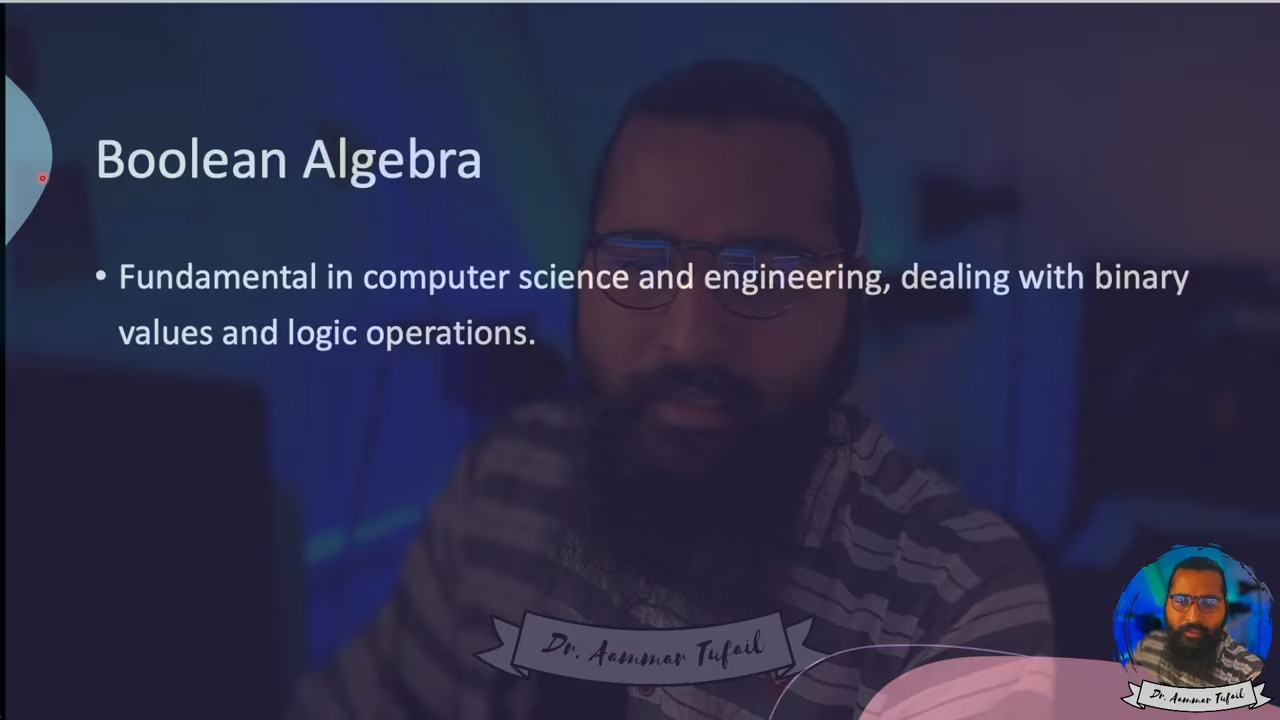 Boolean Algebra
• Fundamental in computer science and engineering, dealing with binary
values and logic operations.
Dr. Aammar Tufail
Dr. Aammar Tufail